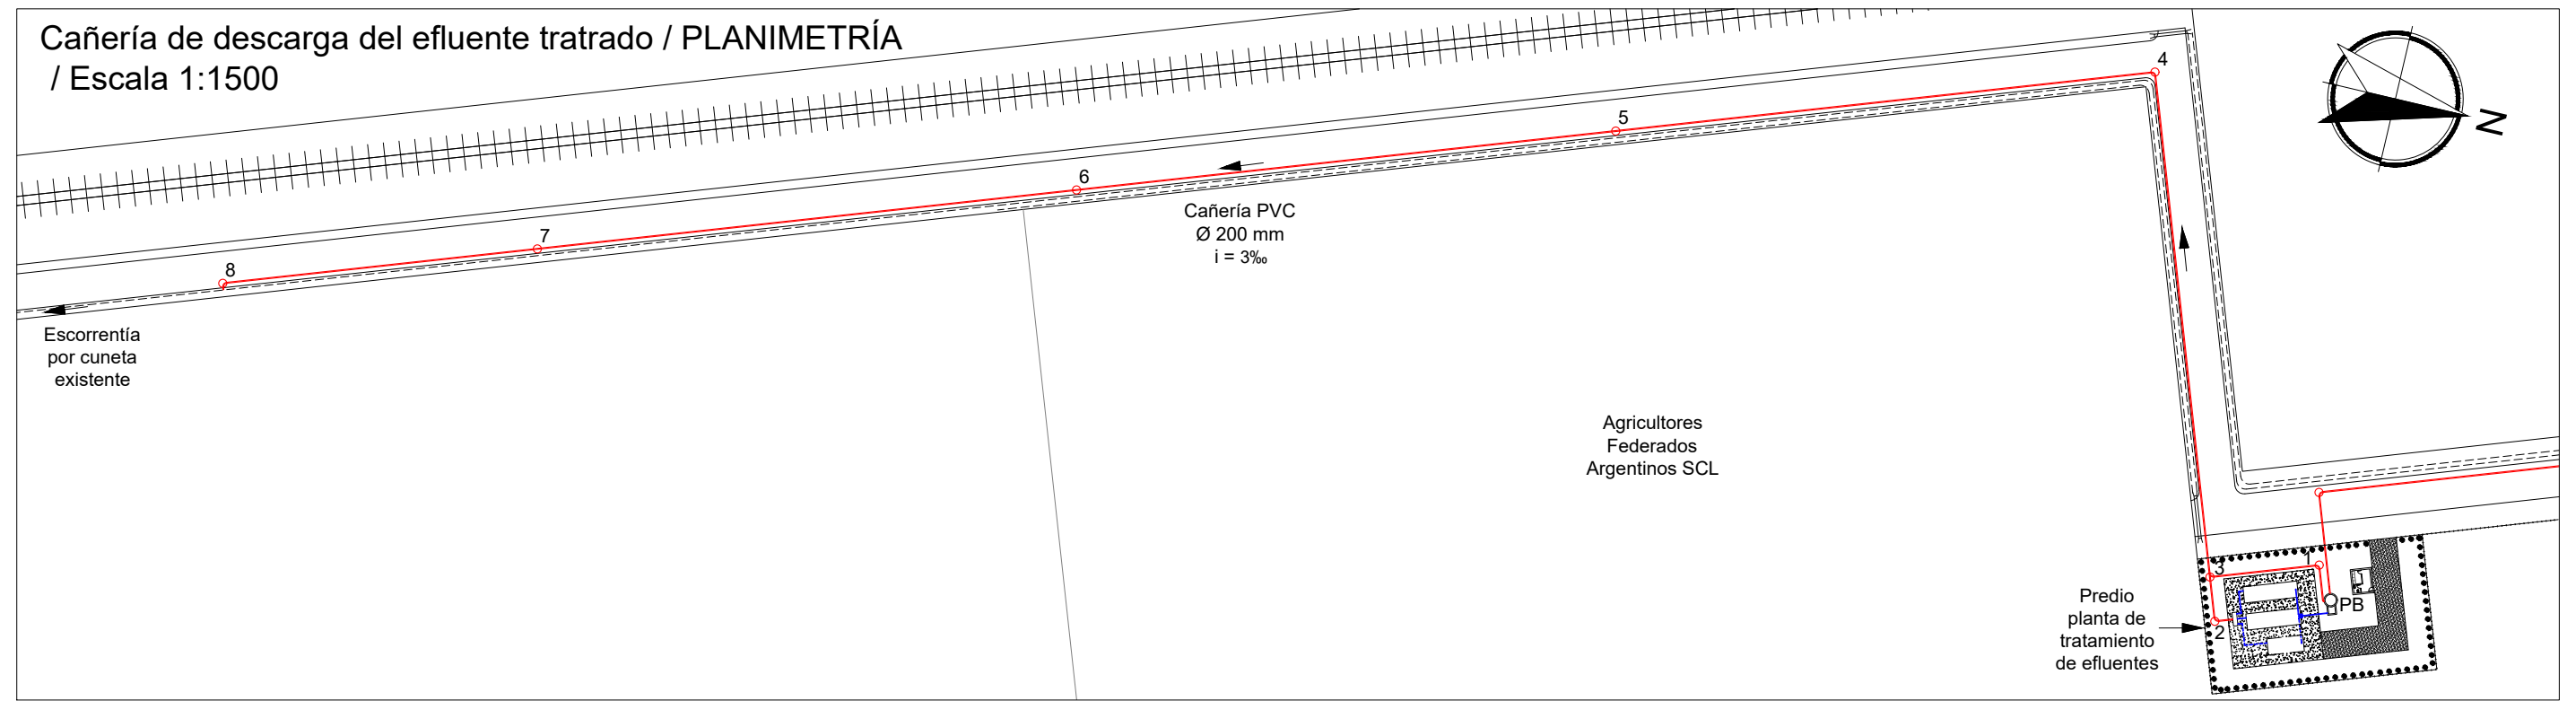 Cañería de descarga del efluente tratrado / PLANIMETRÍA
/ Escala 1:1500
4
5
6
7
8
N
Cañería PVC
Ø 200 mm
i = 3‰
Escorrentía
por cuneta
existente
Agricultores
Federados
Argentinos SCL
1
3
PB
2
Predio
planta de
tratamiento
de efluentes